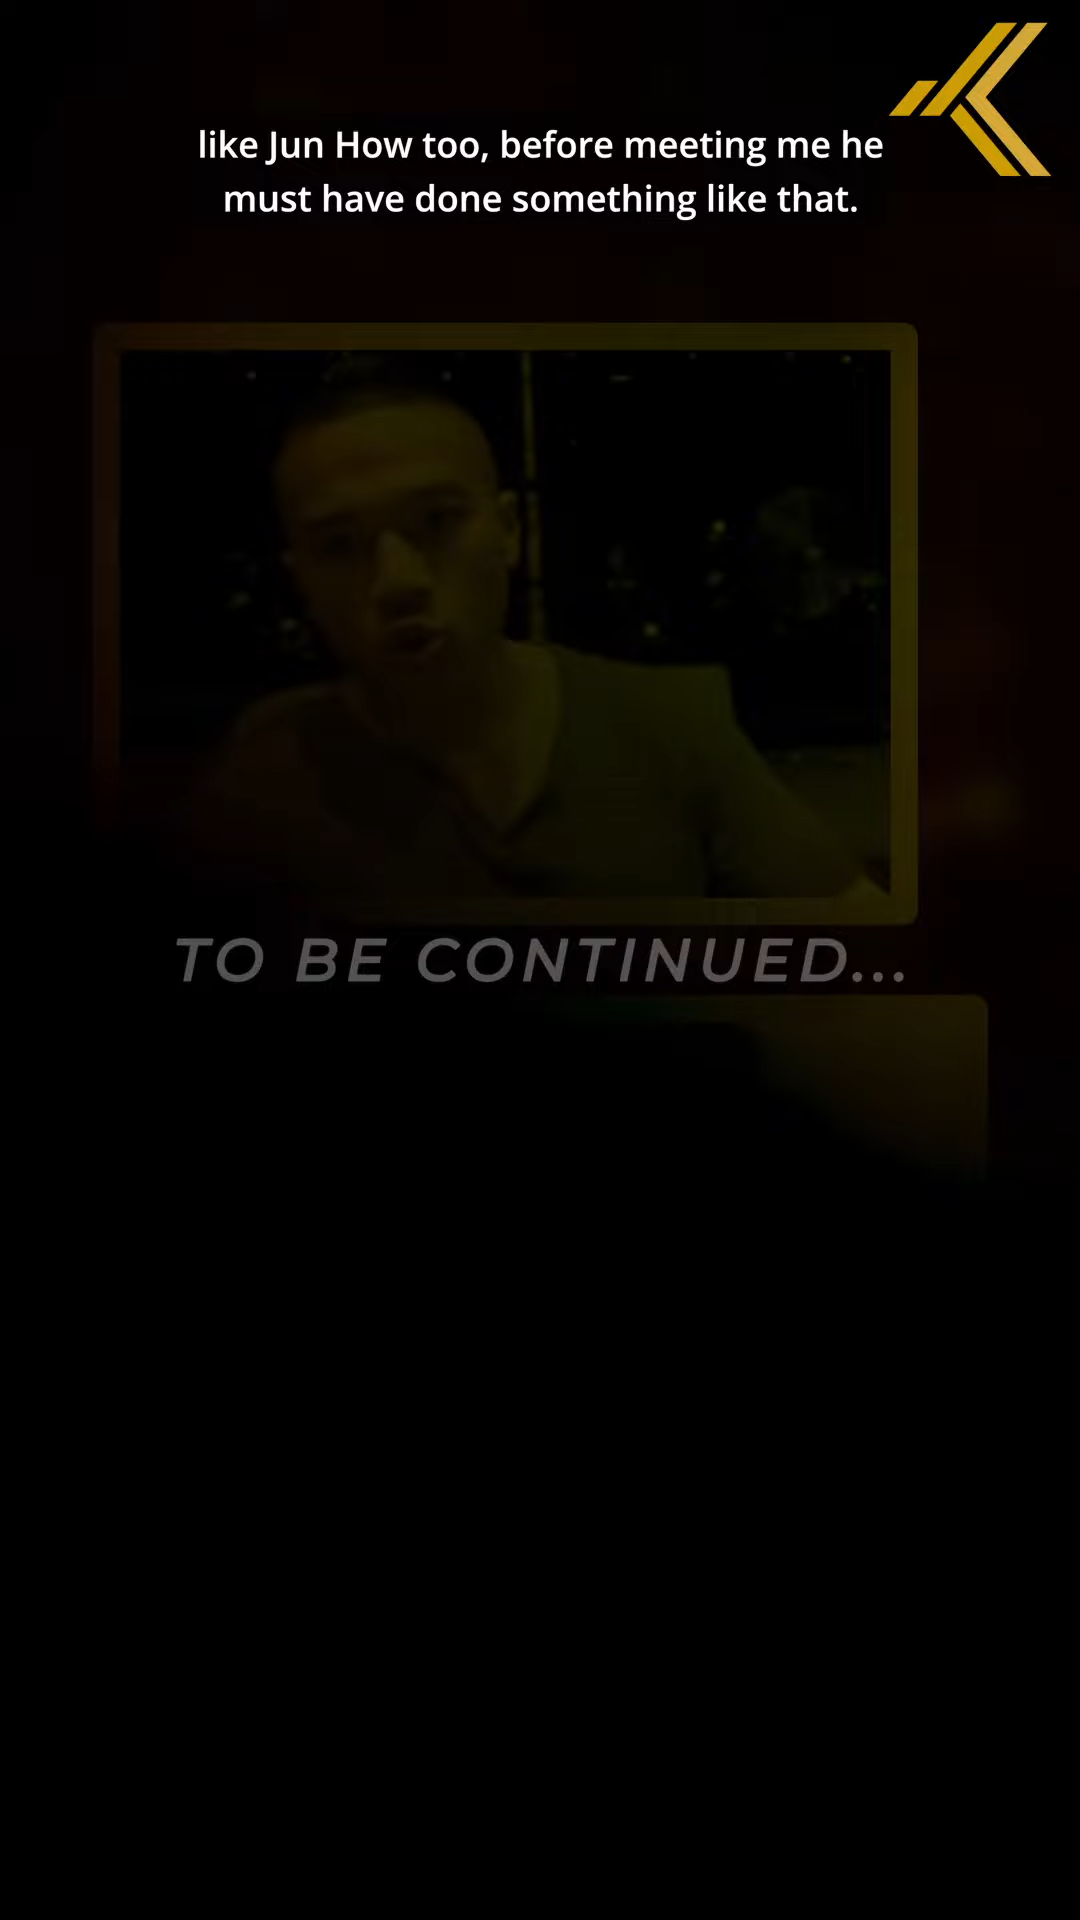 like Jun How too, before meeting me he
must have done something like that.
TO BE CONTINUED...